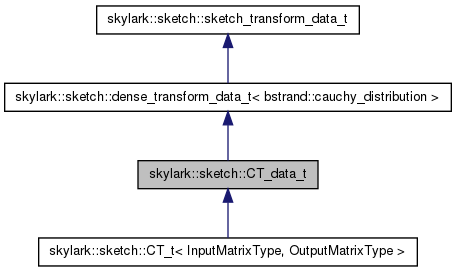 skylark::sketch::sketch_transform_data_t
skylark::sketch::dense_transform_data_t< bstrand::cauchy_distribution >
skylark::sketch::CT_data_t
skylark::sketch::CT_t< InputMatrixType, OutputMatrixType >